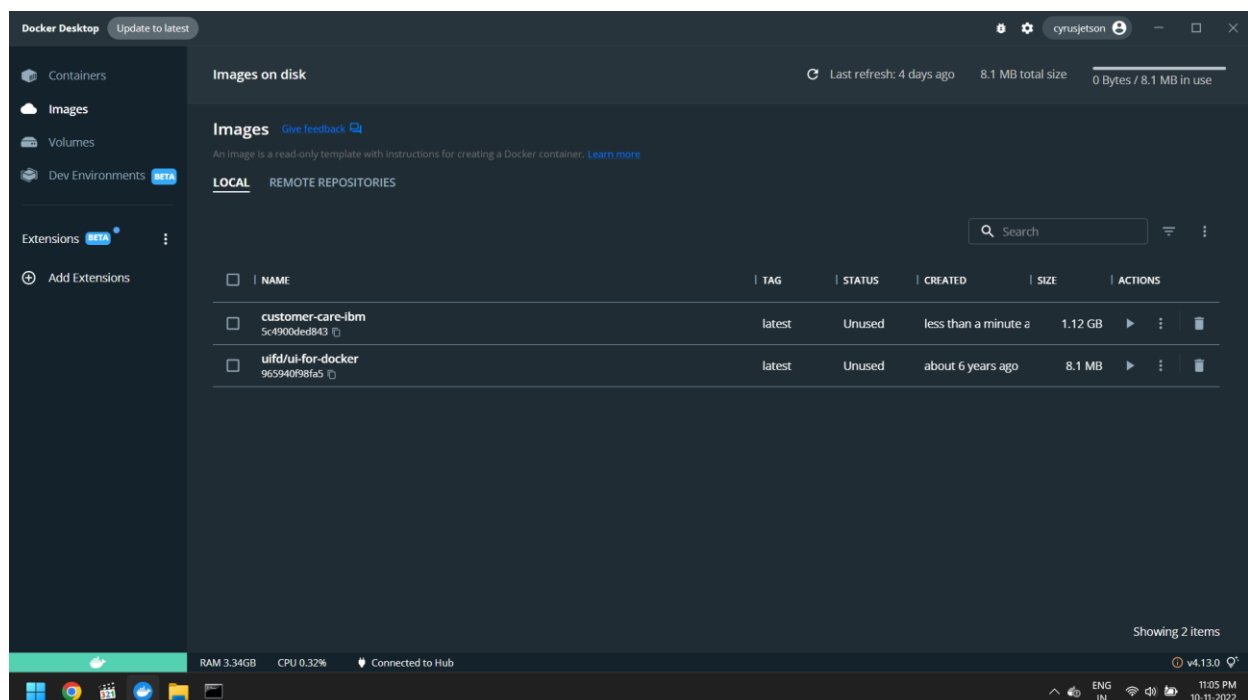 Docker Desktop Update to latest cyrusjetson
Containers
Images
Volumes
Dev Environments BETA
Extensions BETA
Add Extensions
Images on disk Last refresh: 4 days ago 8.1 MB total size 0 Bytes / 8.1 MB in use
Images Give feedback
An image is a read-only template with instructions for creating a Docker container. Learn more
LOCAL REMOTE REPOSITORIES
Search
NAME TAG STATUS CREATED SIZE ACTIONS
customer-care-ibm latest Unused less than a minute a 1.12 GB
5c4900ded843
uifd/ui-for-docker latest Unused about 6 years ago 8.1 MB
965940f98fa5
Showing 2 items
RAM 3.34GB CPU 0.32% Connected to Hub v4.13.0
321
ENG 11:05 PM
IN 10-11-2022